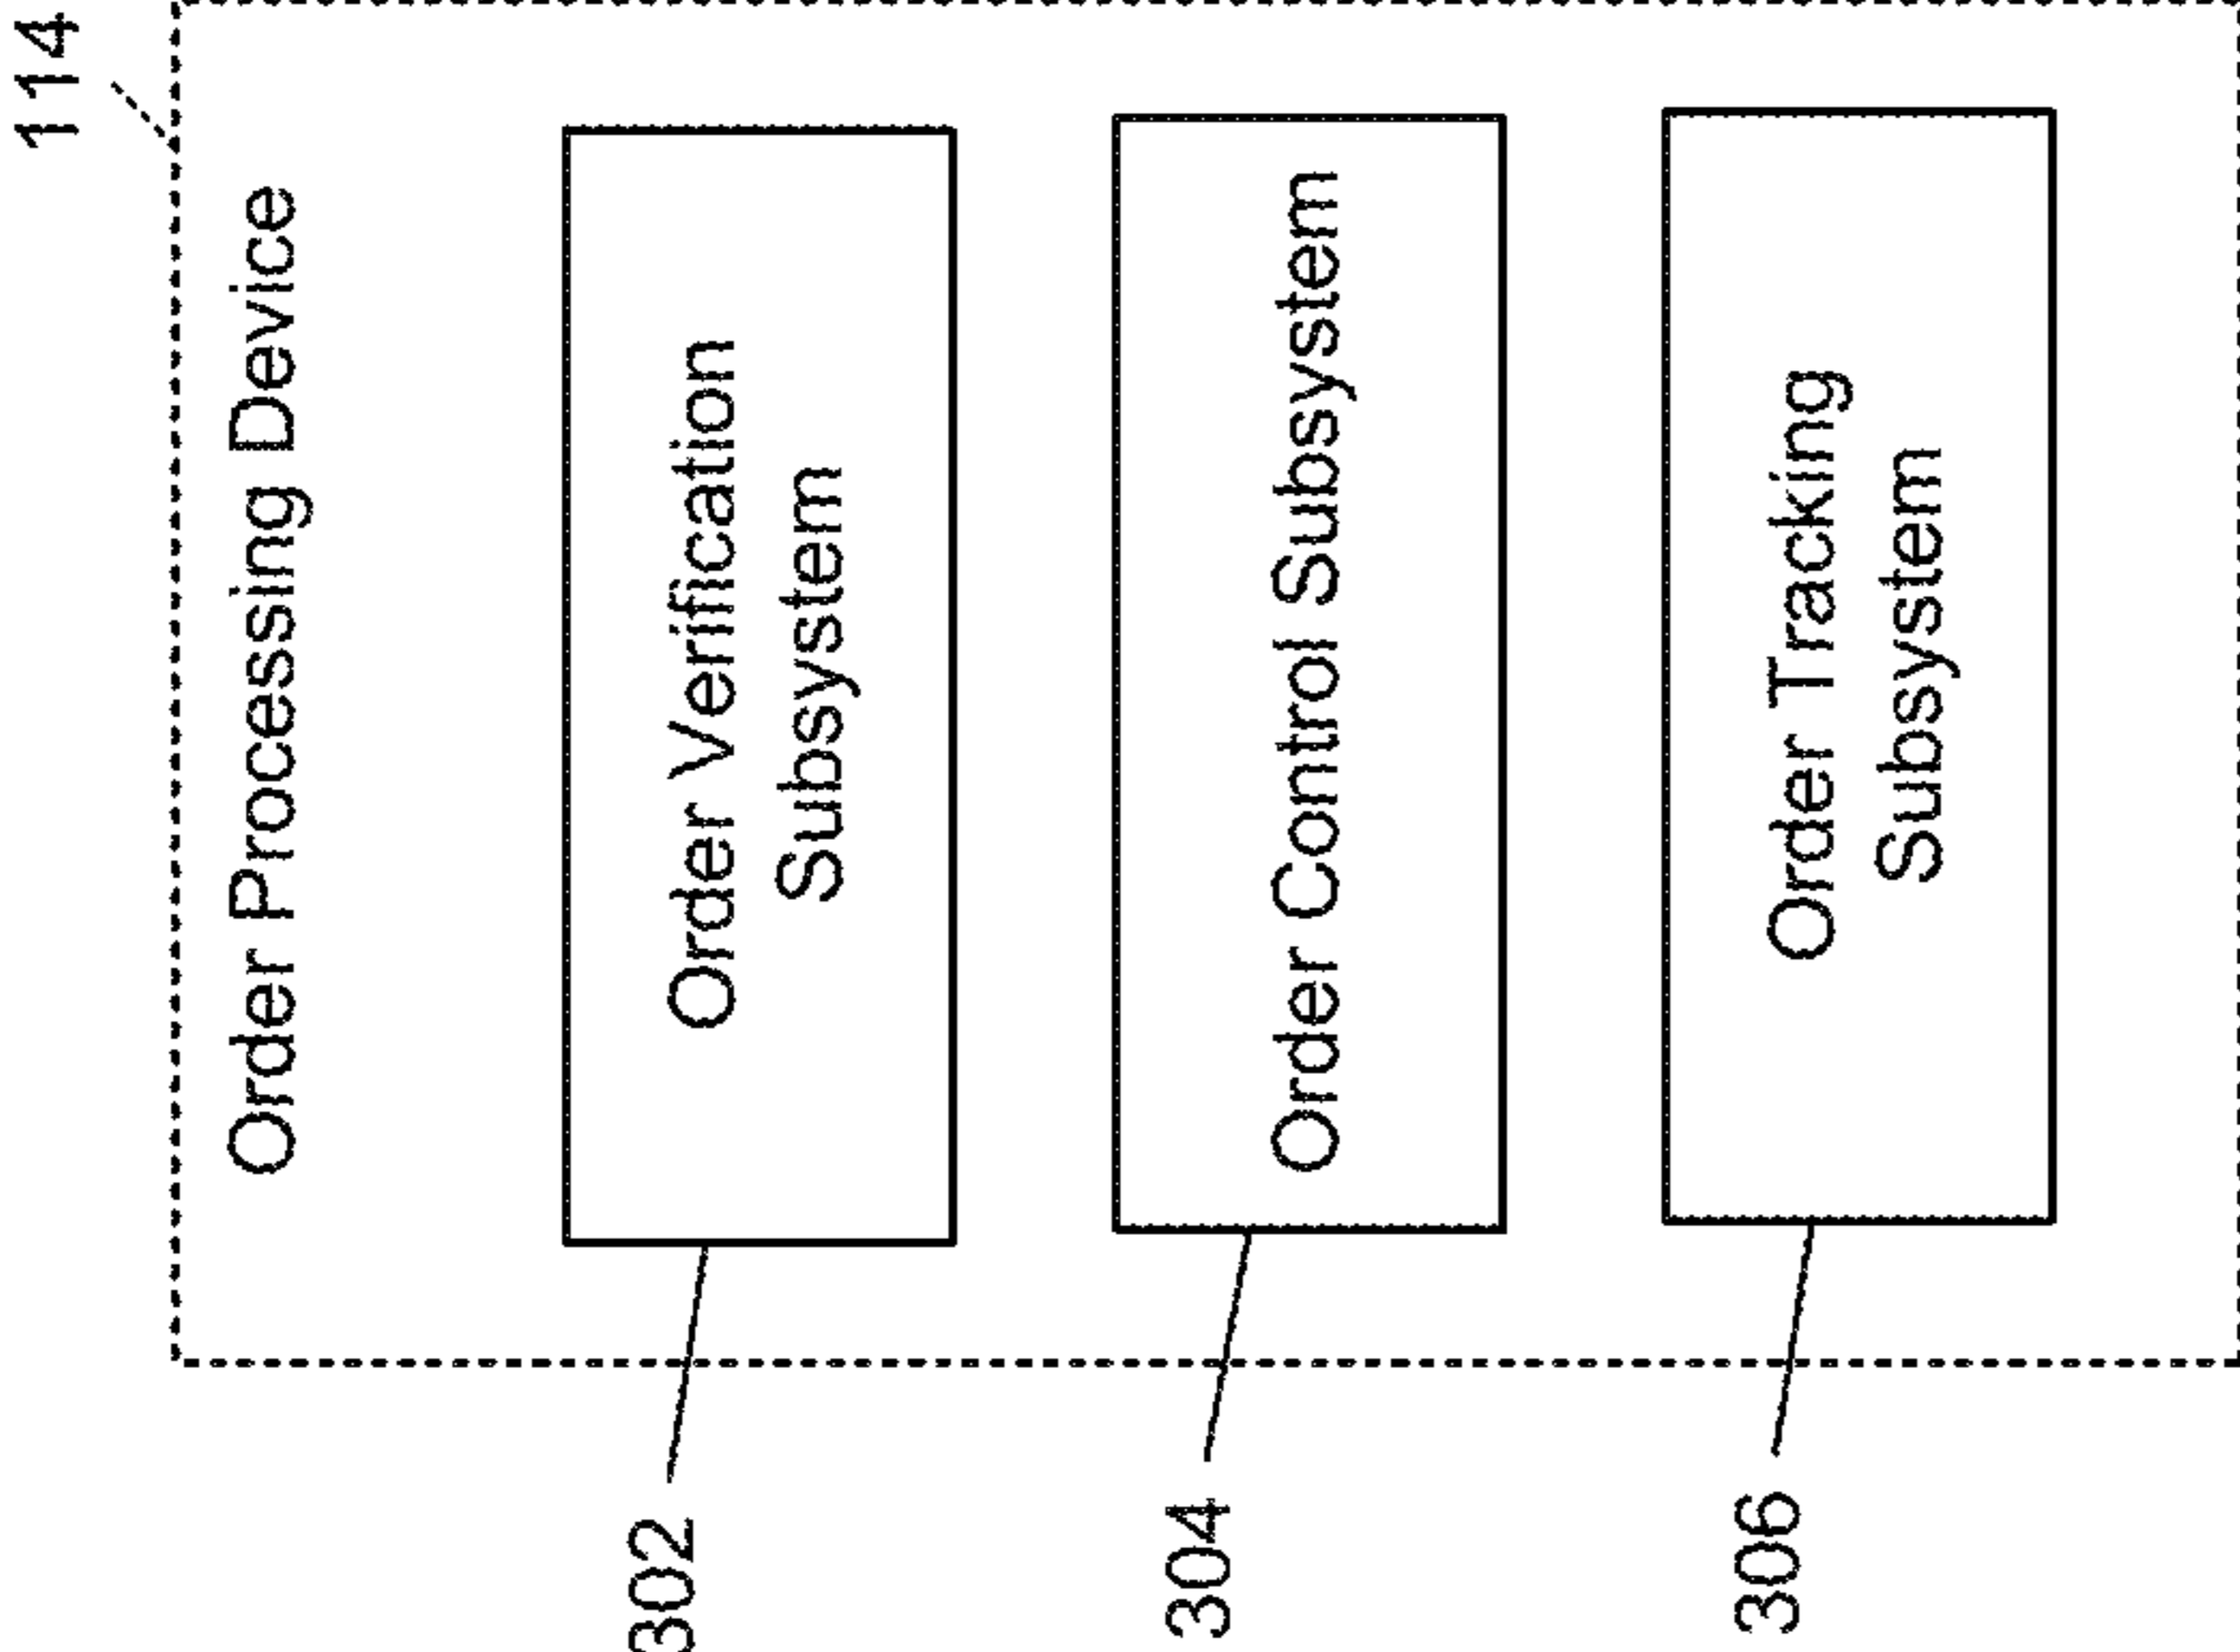 114
Order Processing Device
Order Verification
Subsystem
302
Order Control Subsystem
304
Order Tracking
Subsystem
306